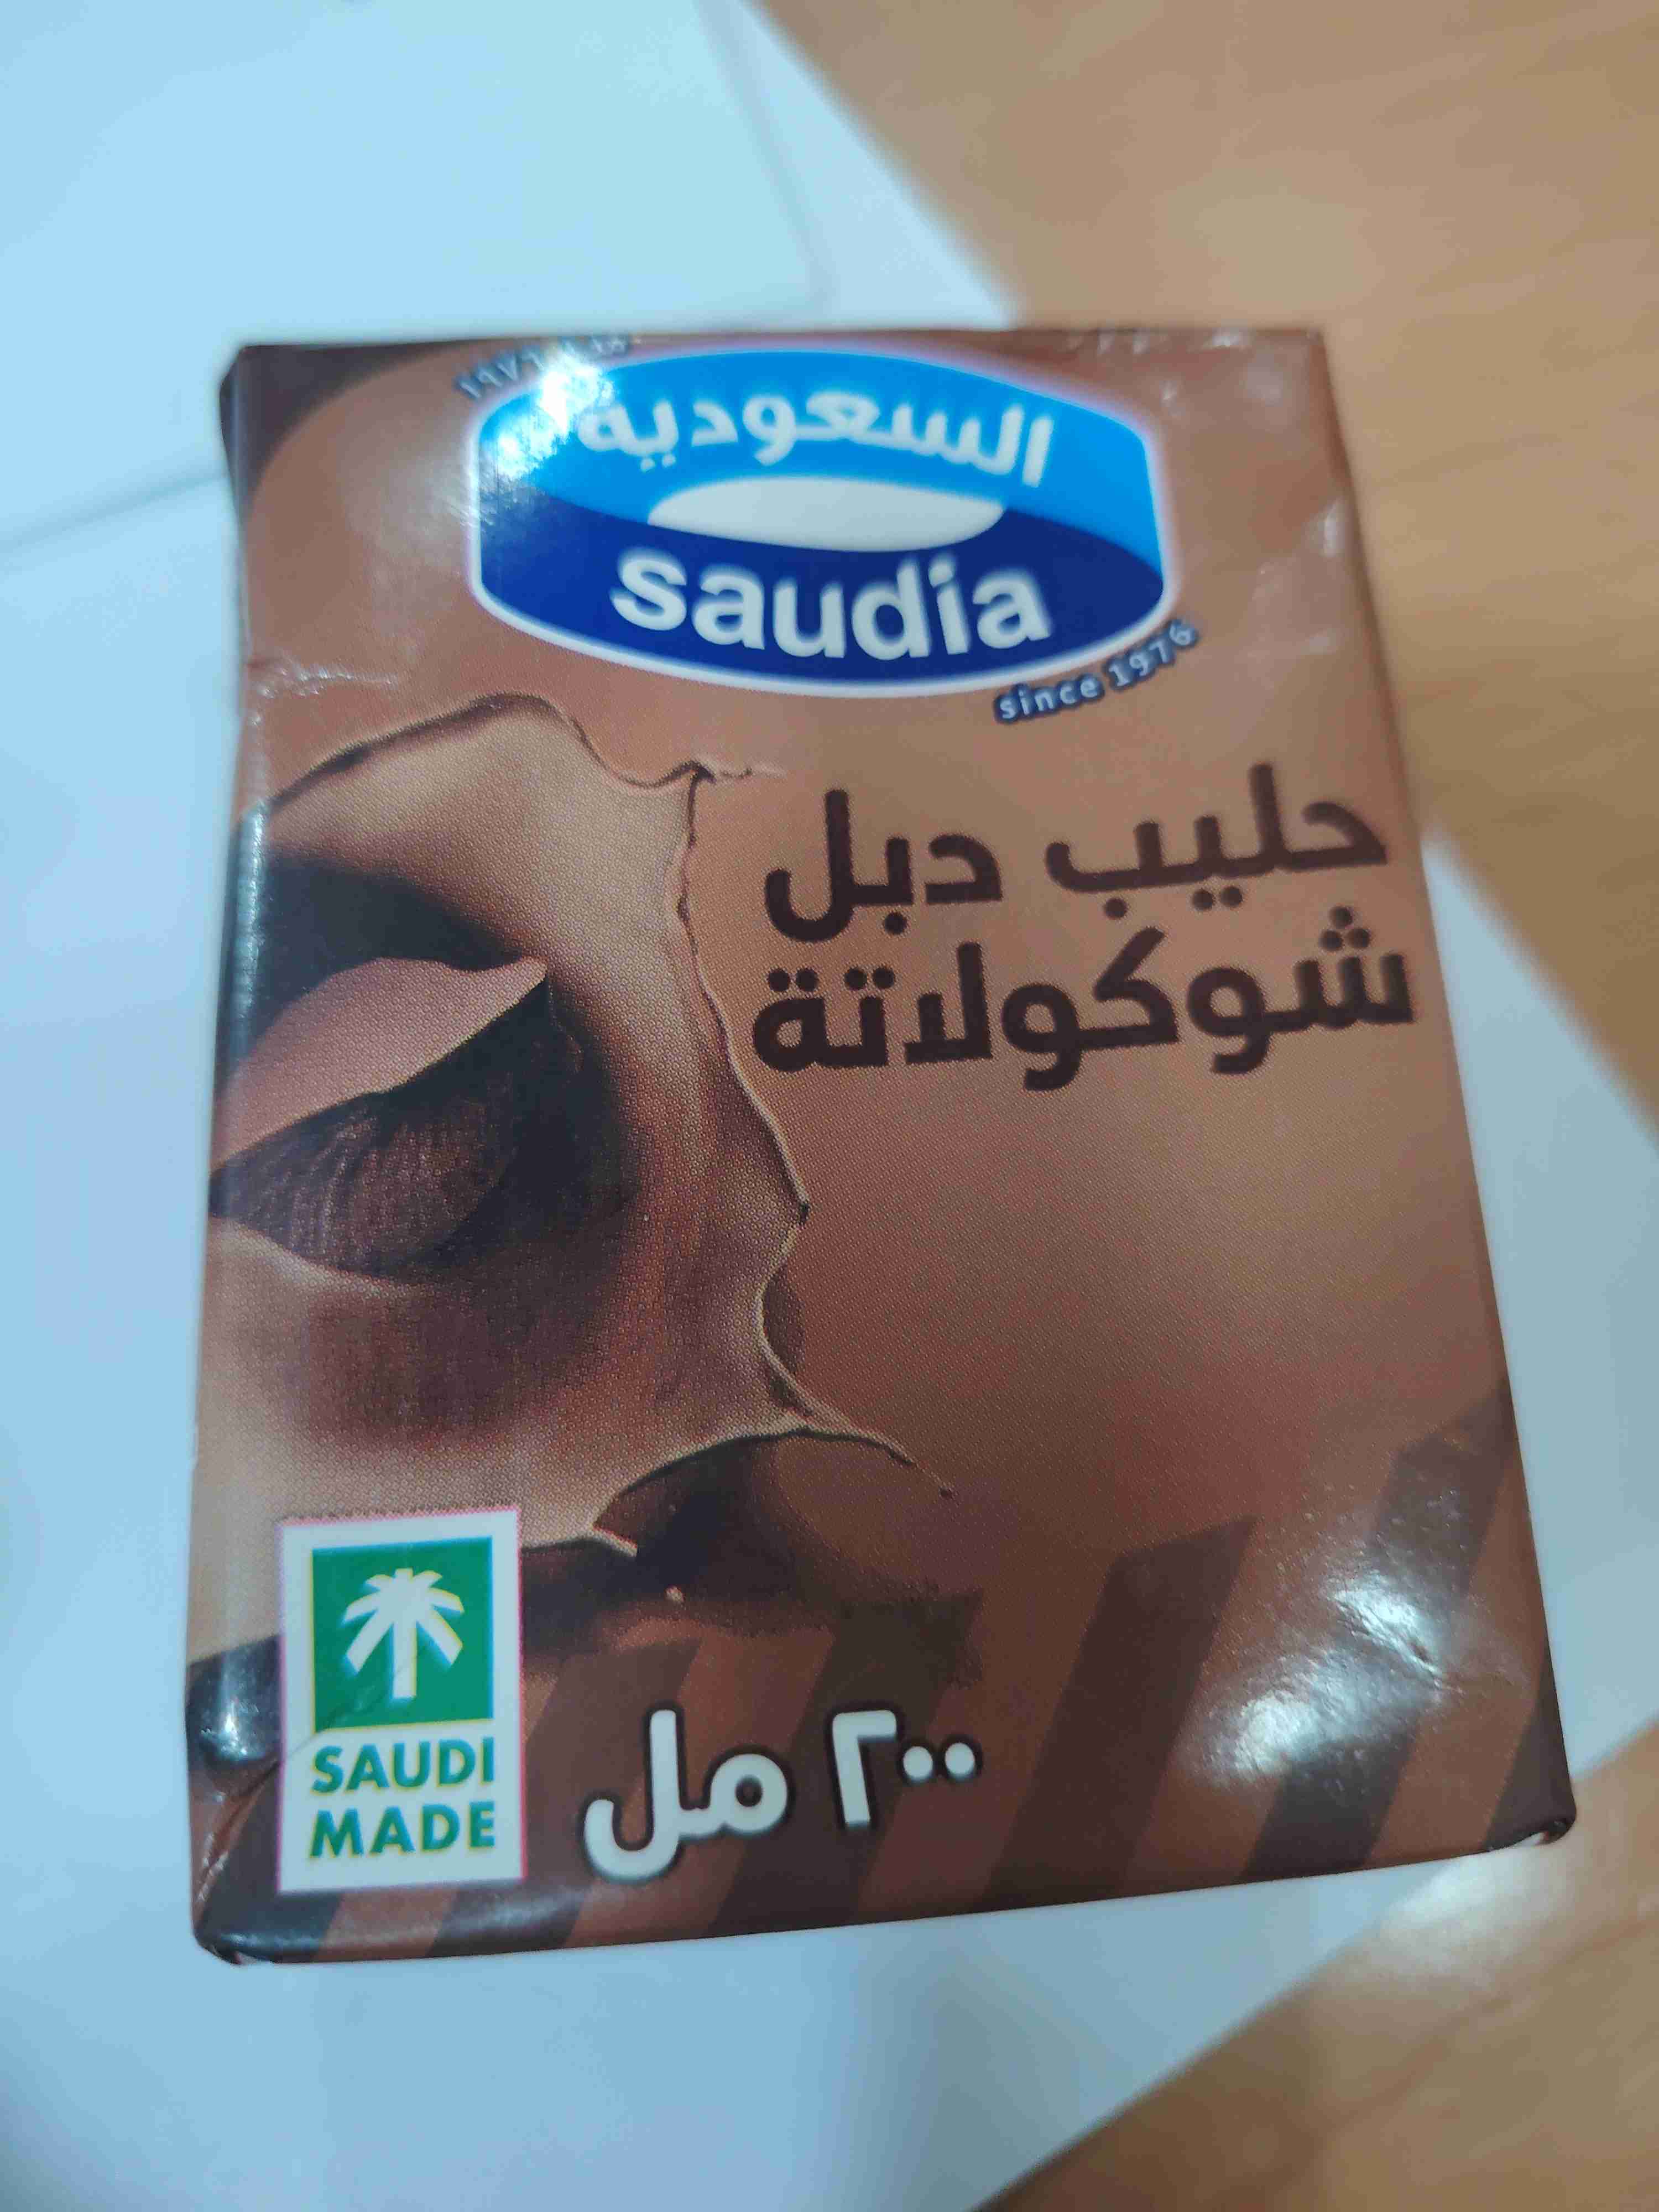 السعودية
saudia
since 1976
حليب دبل
شوكولاتة
SAUDI
MADE
٢٠٠ مل